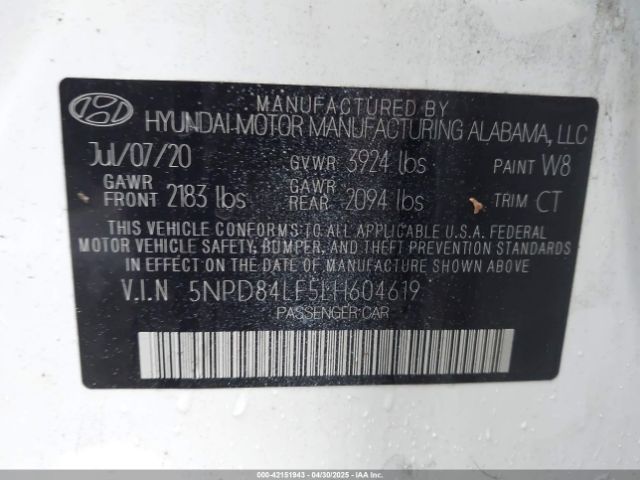 MANUFACTURED BY
HYUNDAI MOTOR MANUFACTURING ALABAMA, LLC
Jul/07/20 GVWR 3924 lbs PAINT W8
GAWR FRONT 2183 lbs GAWR REAR 2094 lbs TRIM CT
THIS VEHICLE CONFORMS TO ALL APPLICABLE U.S.A. FEDERAL
MOTOR VEHICLE SAFETY, BUMPER, AND THEFT PREVENTION STANDARDS
IN EFFECT ON THE DATE OF MANUFACTURE SHOWN ABOVE.
V.I.N 5NPD84LF5LH604619
PASSENGER CAR
000-42151943 04/30/2025 COPYRIGHT IAA, LLC.